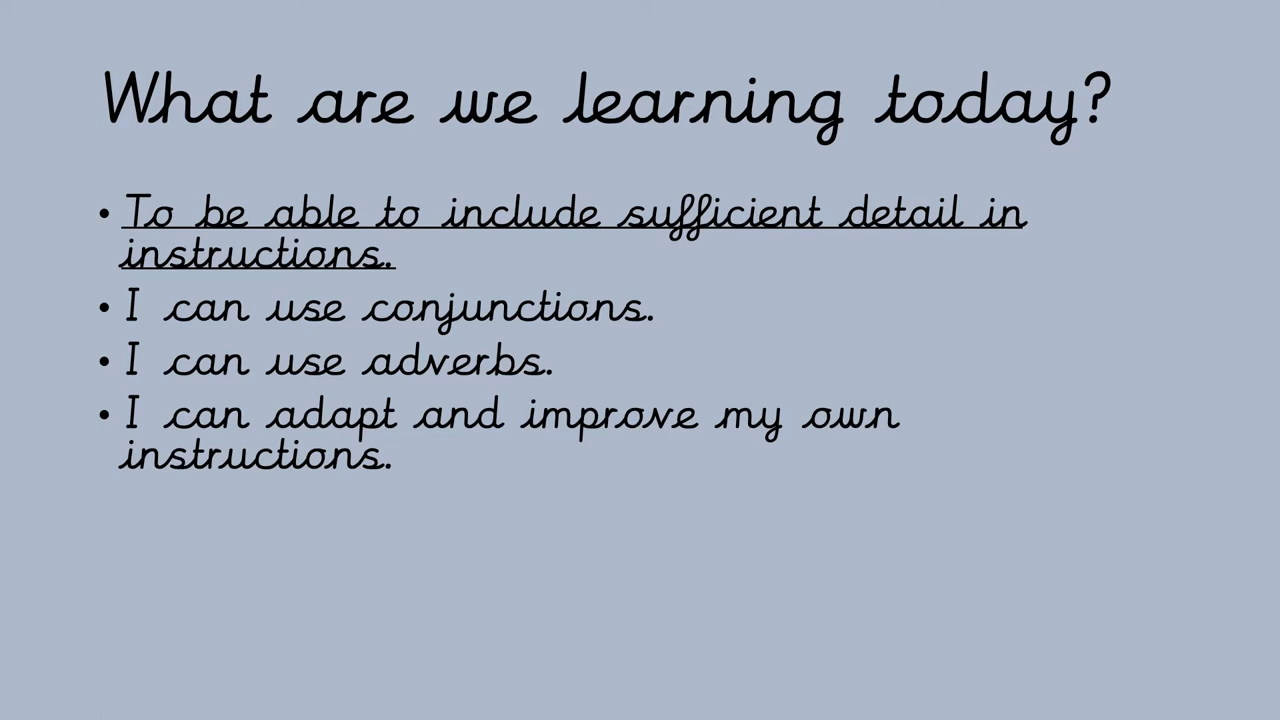 What are we learning today?
• To be able to include sufficient detail in
instructions.
• I can use conjunctions.
• I can use adverbs.
• I can adapt and improve my own
instructions.